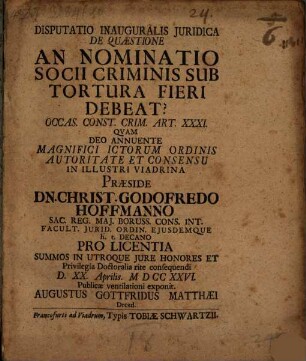 24.
DISPUTATIO INAUGURALIS JURIDICA
DE QUÆSTIONE
AN NOMINATIO
SOCII CRIMINIS SUB
TORTURA FIERI
DEBEAT?
OCCAS. CONST. CRIM. ART. XXXI.
QVAM
DEO ANNUENTE
MAGNIFICI ICTORUM ORDINIS
AUTORITATE ET CONSENSU
IN ILLUSTRI VIADRINA
PRÆSIDE
DN. CHRIST. GODOFREDO
HOFFMANNO
SAC. REG. MAJ. BORUSS. CONS. INT.
FACULT. JURID. ORDIN. EJUSDEMQUE
h. t. DECANO
PRO LICENTIA
SUMMOS IN UTROQUE JURE HONORES ET
Privilegia Doctoralia rite consequendi
D. XX. Aprilis. MDCCXXVI.
Publicæ ventilationi exponit.
AUGUSTUS GOTTFRIDUS MATTHÆI
Dresd.
Francofurti ad Viadrum, Typis TOBIÆ SCHWARTZII.